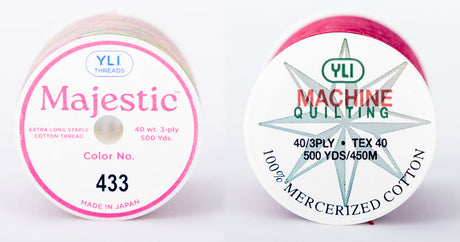 YLI
THREADS
Majestic™
EXTRA-LONG STAPLE
COTTON THREAD
40 wt. 3-ply
500 Yds.
Color No.
433
MADE IN JAPAN
YLI
MACHINE
QUILTING
40/3PLY • TEX 40
500 YDS/450M
100% MERCERIZED COTTON